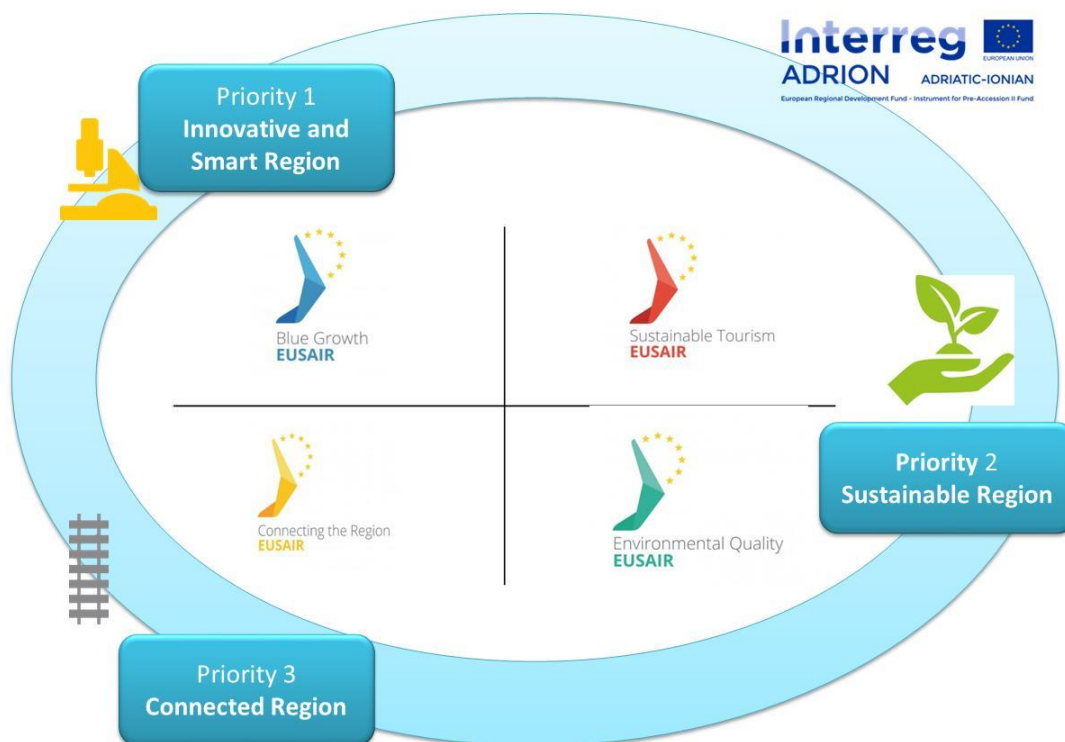 Interreg
EUROPEAN UNION
ADRION ADRIATIC-IONIAN
European Regional Development Fund - Instrument for Pre-Accession II Fund
Priority 1
Innovative and
Smart Region
Blue Growth
EUSAIR
Sustainable Tourism
EUSAIR
Priority 2
Sustainable Region
Connecting the Region
EUSAIR
Environmental Quality
EUSAIR
Priority 3
Connected Region